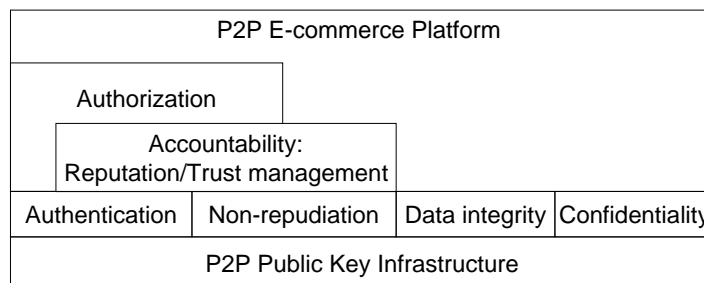 P2P E-commerce Platform
Authorization
Accountability:
Reputation/Trust management
Authentication Non-repudiation Data integrity Confidentiality
P2P Public Key Infrastructure